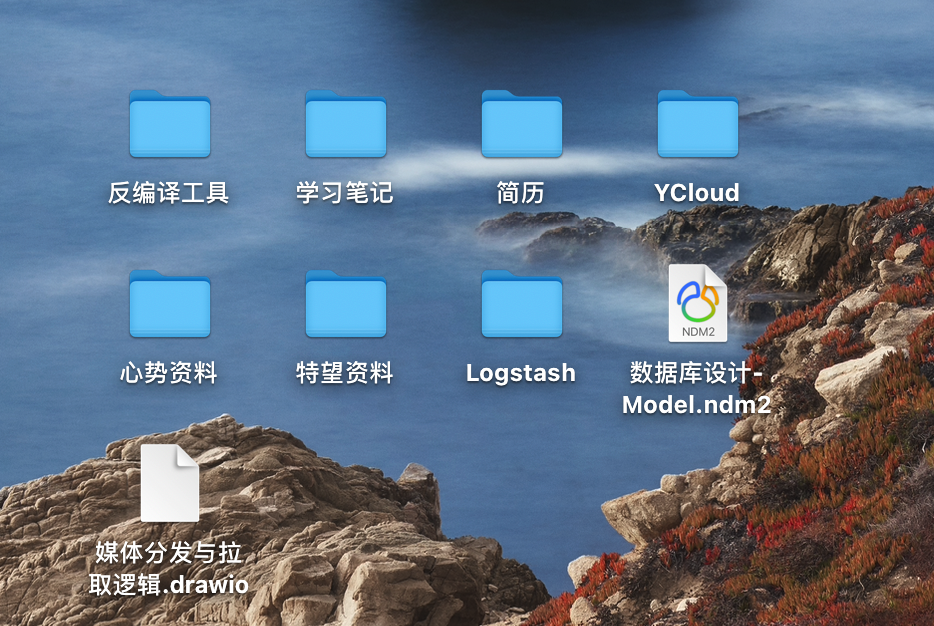 反编译工具
学习笔记
简历
YCloud
心势资料
特望资料
Logstash
NDM2
数据库设计-
Model.ndm2
媒体分发与拉
取逻辑.drawio